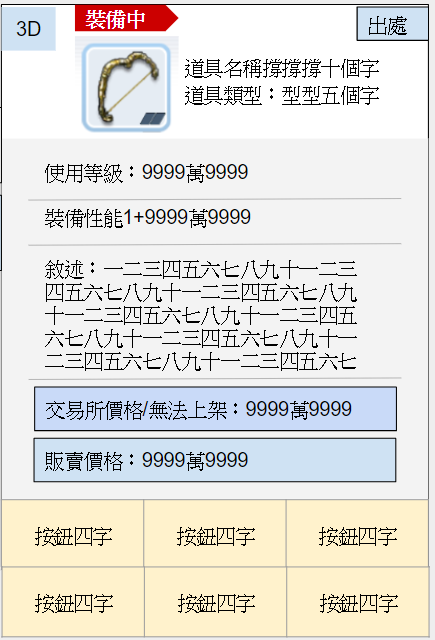 3D
裝備中
出處
道具名稱撐撐撐十個字
道具類型：型型五個字
使用等級：9999萬9999
裝備性能1+9999萬9999
敘述：一二三四五六七八九十一二三
四五六七八九十一二三四五六七八九
十一二三四五六七八九十一二三四五
六七八九十一二三四五六七八九十一
二三四五六七八九十一二三四五六七
交易所價格/無法上架：9999萬9999
販賣價格：9999萬9999
按鈕四字
按鈕四字
按鈕四字
按鈕四字
按鈕四字
按鈕四字